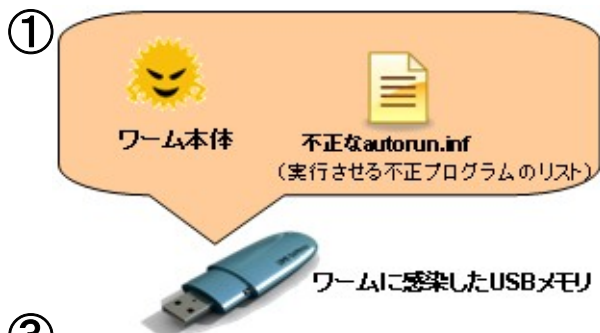 ①
ワーム本体
不正なautorun.inf
（実行させる不正プログラムのリスト）
ワームに感染したUSBメモリ